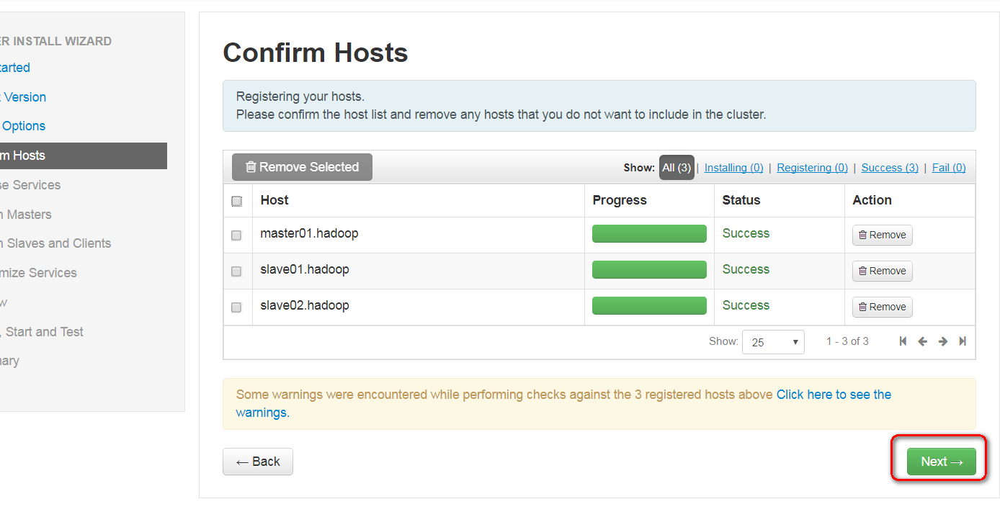 ER INSTALL WIZARD
tarted
Version
Options
m Hosts
se Services
n Masters
n Slaves and Clients
mize Services
w
, Start and Test
nary
Confirm Hosts
Registering your hosts.
Please confirm the host list and remove any hosts that you do not want to include in the cluster.
Remove Selected
Show: All (3) | Installing (0) | Registering (0) | Success (3) | Fail (0)
Host Progress Status Action
master01.hadoop Success Remove
slave01.hadoop Success Remove
slave02.hadoop Success Remove
Show: 25 1 - 3 of 3
Some warnings were encountered while performing checks against the 3 registered hosts above Click here to see the
warnings.
← Back
Next →